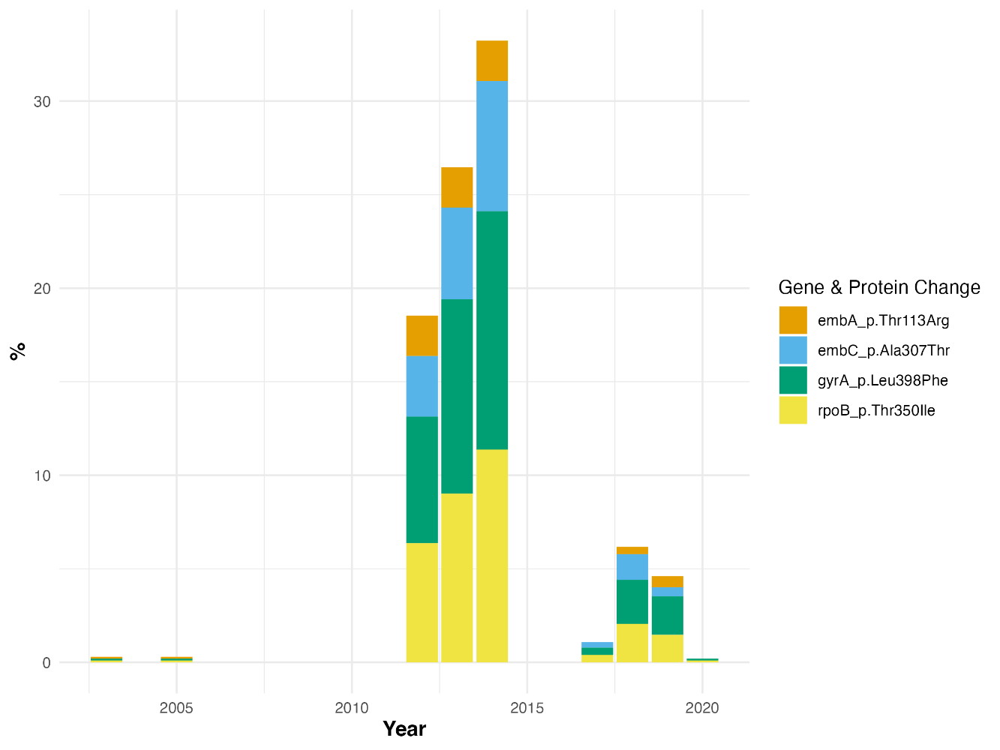 30
20
10
0
%
2005
2010
2015
2020
Year
Gene & Protein Change
embA_p.Thr113Arg
embC_p.Ala307Thr
gyrA_p.Leu398Phe
rpoB_p.Thr350Ile